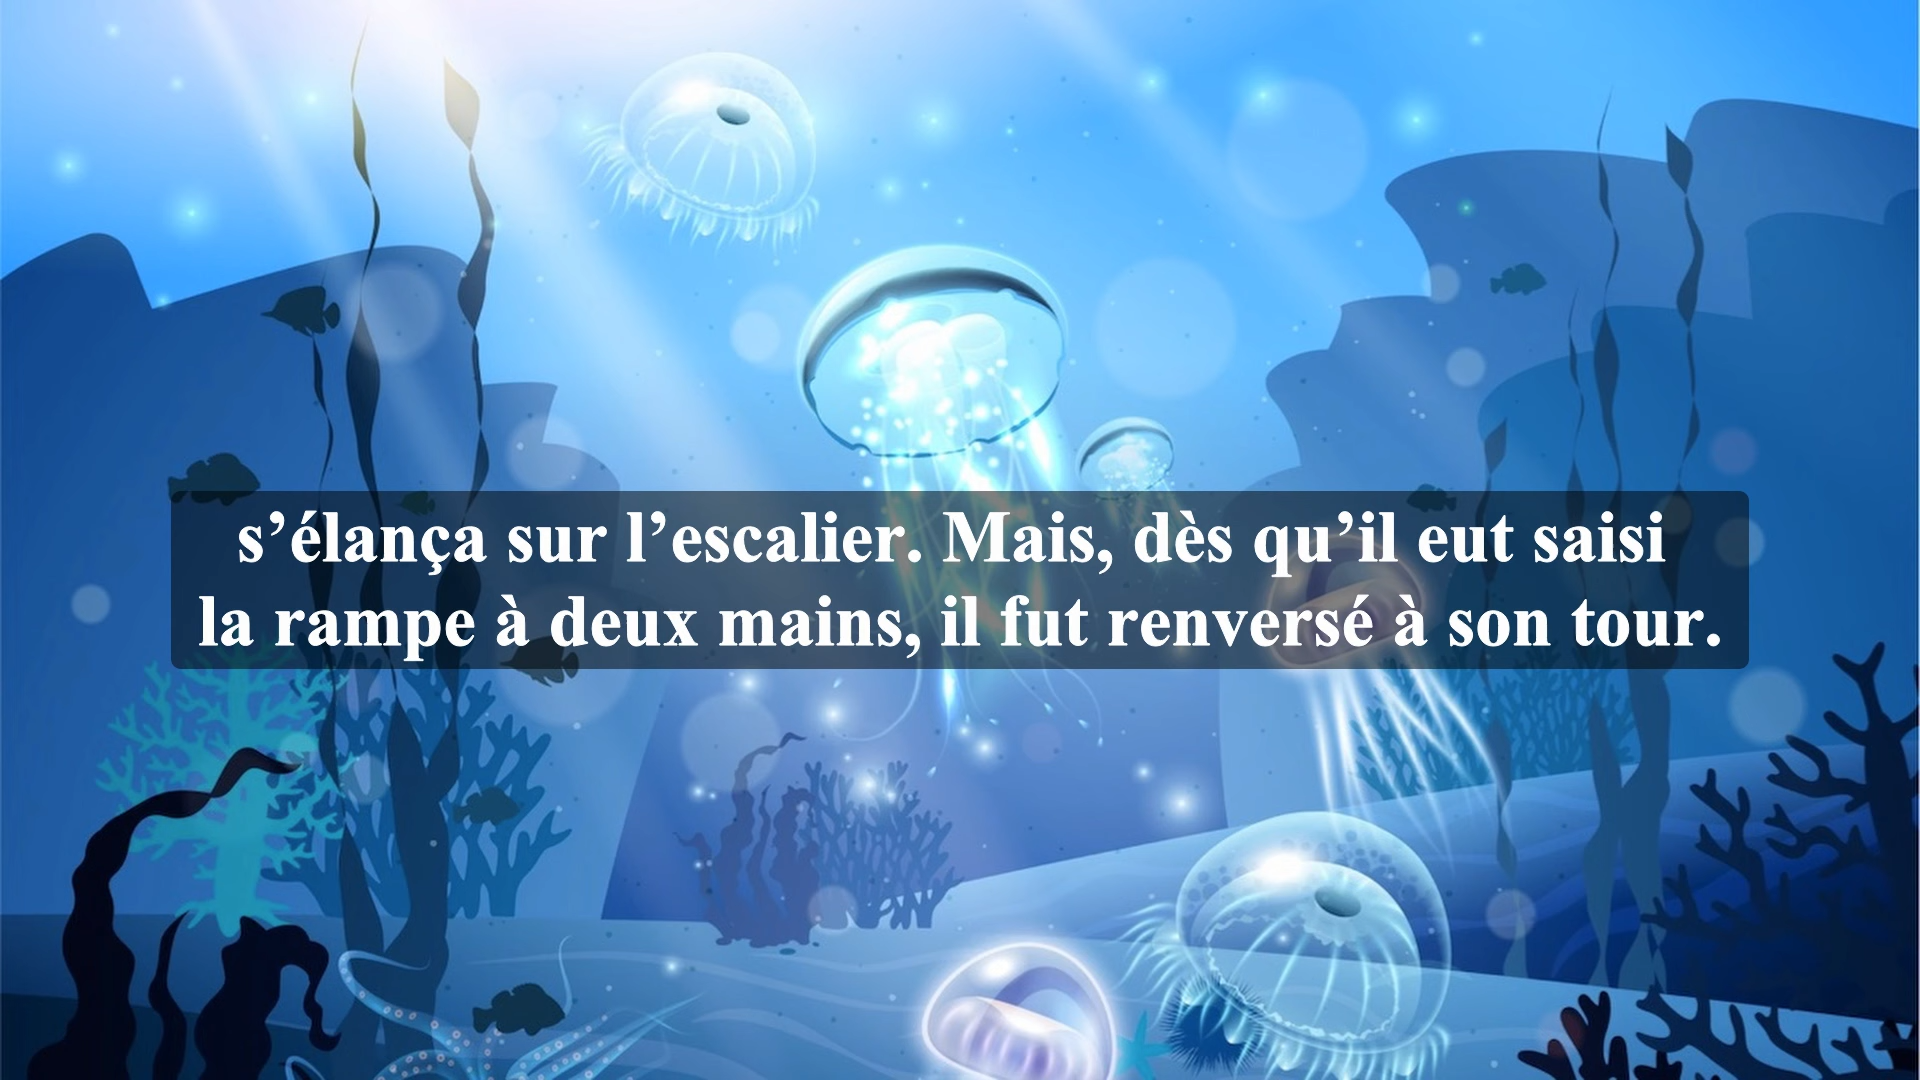 s’élança sur l’escalier. Mais, dès qu’il eut saisi
la rampe à deux mains, il fut renversé à son tour.